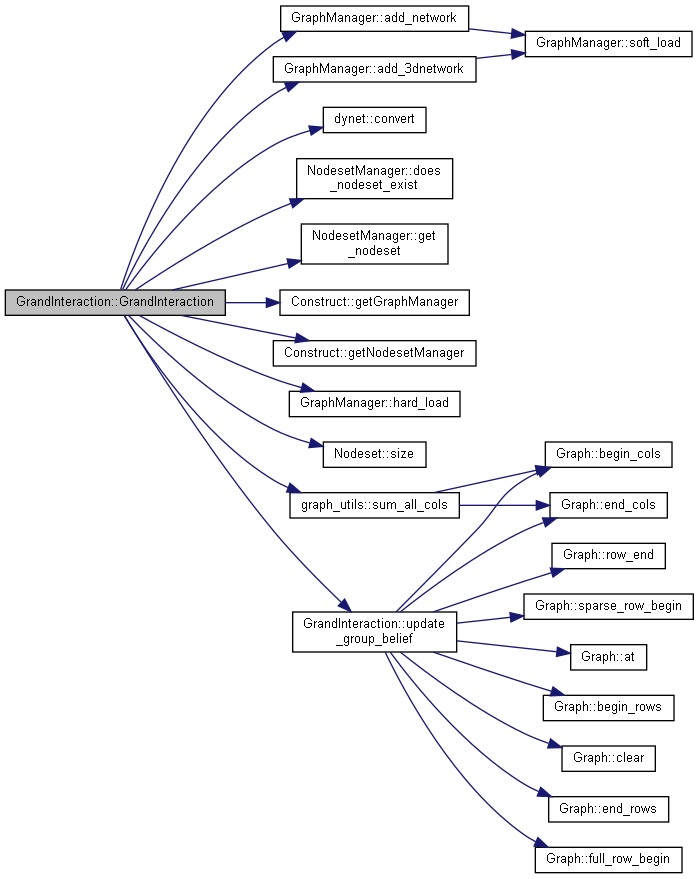 GraphManager::add_network
GraphManager::soft_load
GraphManager::add_3dnetwork
dynet::convert
NodesetManager::does
_nodeset_exist
NodesetManager::get
_nodeset
GrandInteraction::GrandInteraction
Construct::getGraphManager
Construct::getNodesetManager
GraphManager::hard_load
Nodeset::size
Graph::begin_cols
graph_utils::sum_all_cols
Graph::end_cols
Graph::row_end
Graph::sparse_row_begin
GrandInteraction::update
_group_belief
Graph::at
Graph::begin_rows
Graph::clear
Graph::end_rows
Graph::full_row_begin